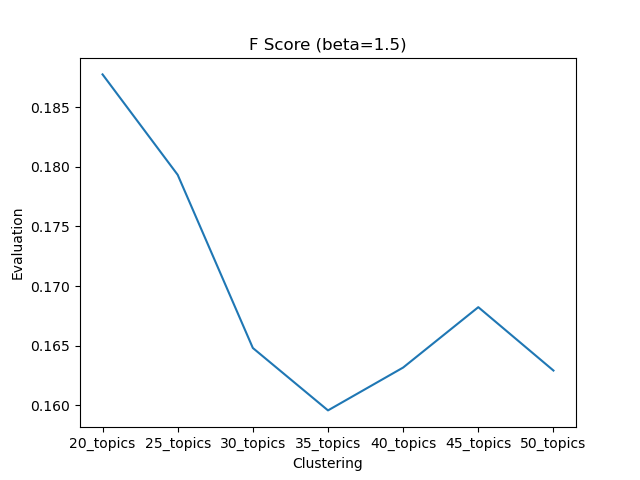 F Score (beta=1.5)
0.185
0.180
0.175
0.170
0.165
0.160
Evaluation
20_topics 25_topics 30_topics 35_topics 40_topics 45_topics 50_topics
Clustering